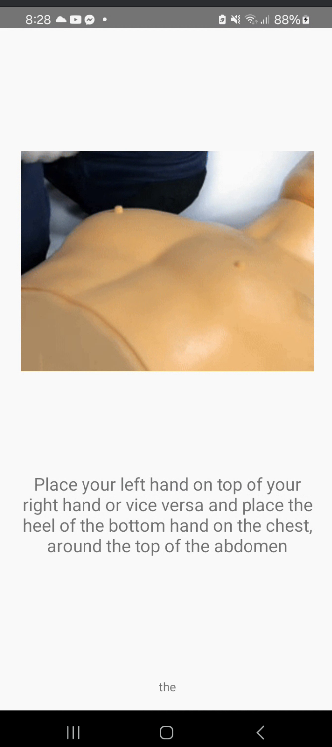 8:28
88%
Place your left hand on top of your
right hand or vice versa and place the
heel of the bottom hand on the chest,
around the top of the abdomen
the